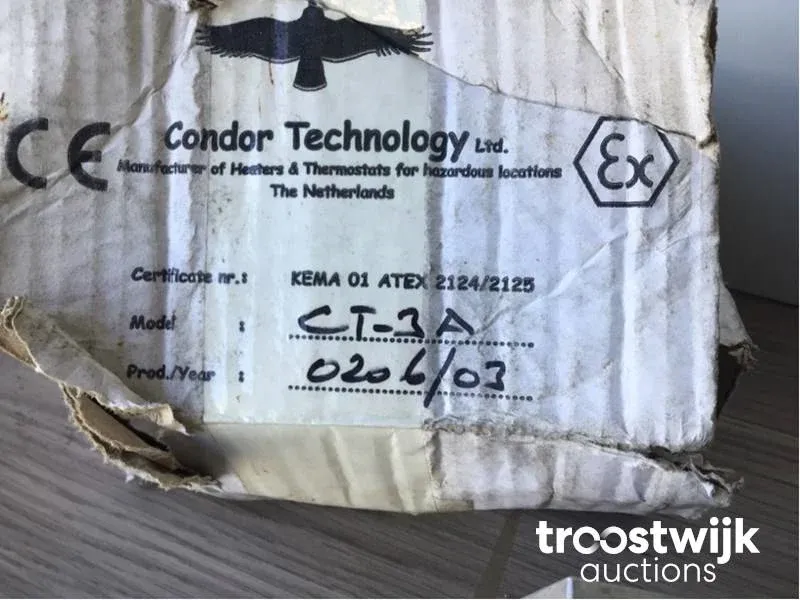 CE
Condor Technology Ltd.
Ex
Manufacturer of Heaters & Thermostats for hazardous locations
The Netherlands
Certificate nr.: KEMA 01 ATEX 2124/2125
Model : CT-3A
Prod./Year : 0206/03
troostwijk
auctions